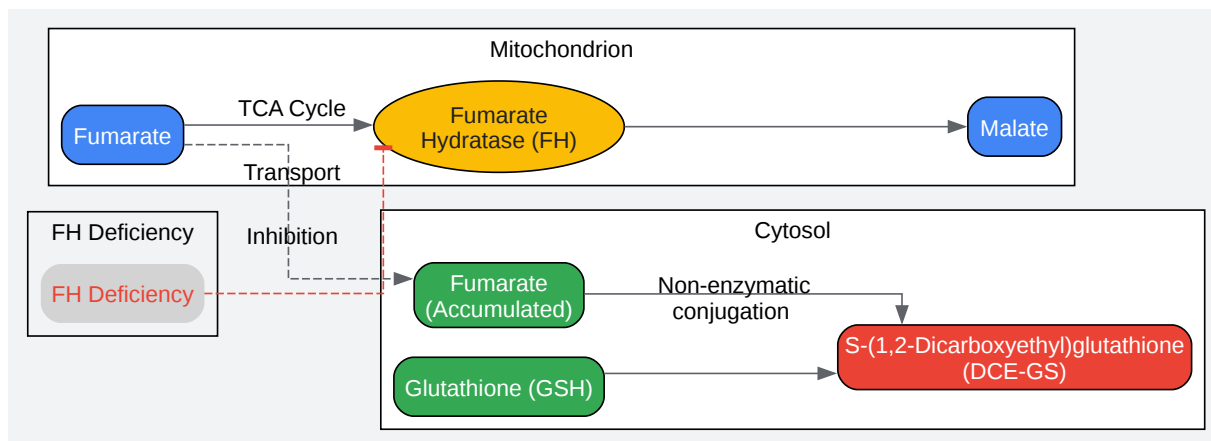 Mitochondrion
TCA Cycle
Fumarate
Fumarate
Hydratase (FH)
Malate
Transport
FH Deficiency
Inhibition
FH Deficiency
Cytosol
Fumarate
(Accumulated)
Non-enzymatic
conjugation
S-(1,2-Dicarboxyethyl)glutathione
(DCE-GS)
Glutathione (GSH)